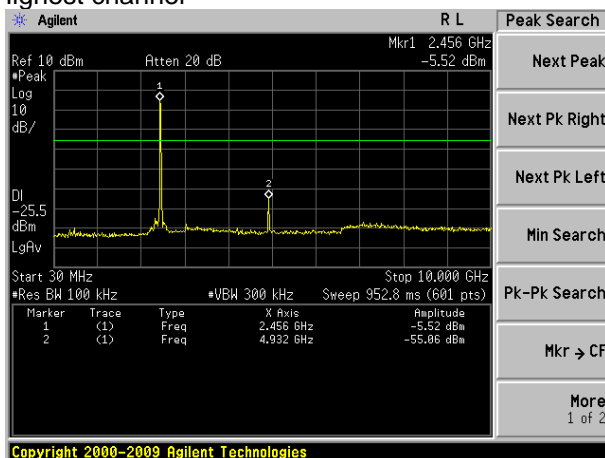 Agilent R L Peak Search
Mkr1 2.456 GHz
Ref 10 dBm Atten 20 dB -5.52 dBm
#Peak
Log
10
dB/
1
2
DI
-25.5
dBm
LgAv
Start 30 MHz Stop 10.000 GHz
#Res BW 100 kHz #VBW 300 kHz Sweep 952.8 ms (601 pts)
Marker Trace Type X Axis Amplitude
1 (1) Freq 2.456 GHz -5.52 dBm
2 (1) Freq 4.932 GHz -55.06 dBm
Copyright 2000-2009 Agilent Technologies
Next Peak
Next Pk Right
Next Pk Left
Min Search
Pk-Pk Search
Mkr → CF
More
1 of 2